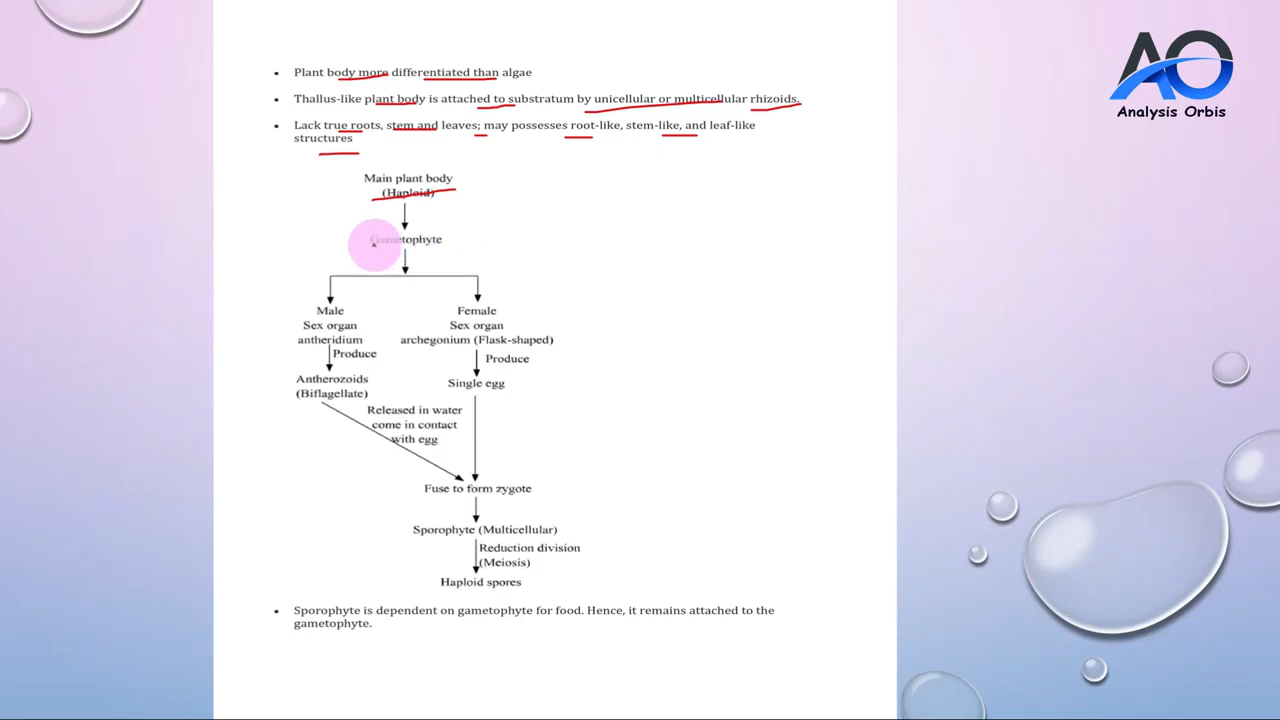 Plant body more differentiated than algae
Thallus-like plant body is attached to substratum by unicellular or multicellular rhizoids.
Lack true roots, stem and leaves; may possesses root-like, stem-like, and leaf-like
structures
Main plant body
(Haploid)
Gametophyte
Male
Sex organ
antheridium
Produce
Antherozoids
(Biflagellate)
Female
Sex organ
archegonium (Flask-shaped)
Produce
Single egg
Released in water
come in contact
with egg
Fuse to form zygote
Sporophyte (Multicellular)
Reduction division
(Meiosis)
Haploid spores
Sporophyte is dependent on gametophyte for food. Hence, it remains attached to the
gametophyte.
AO
Analysis Orbis